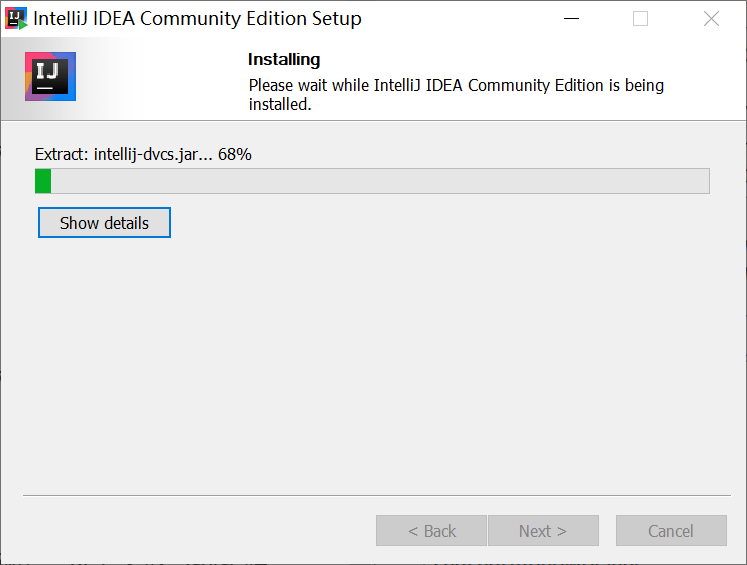 IntelliJ IDEA Community Edition Setup
IJ
Installing
Please wait while IntelliJ IDEA Community Edition is being
installed.
Extract: intellij-dvcs.jar... 68%
Show details
< Back
Next >
Cancel